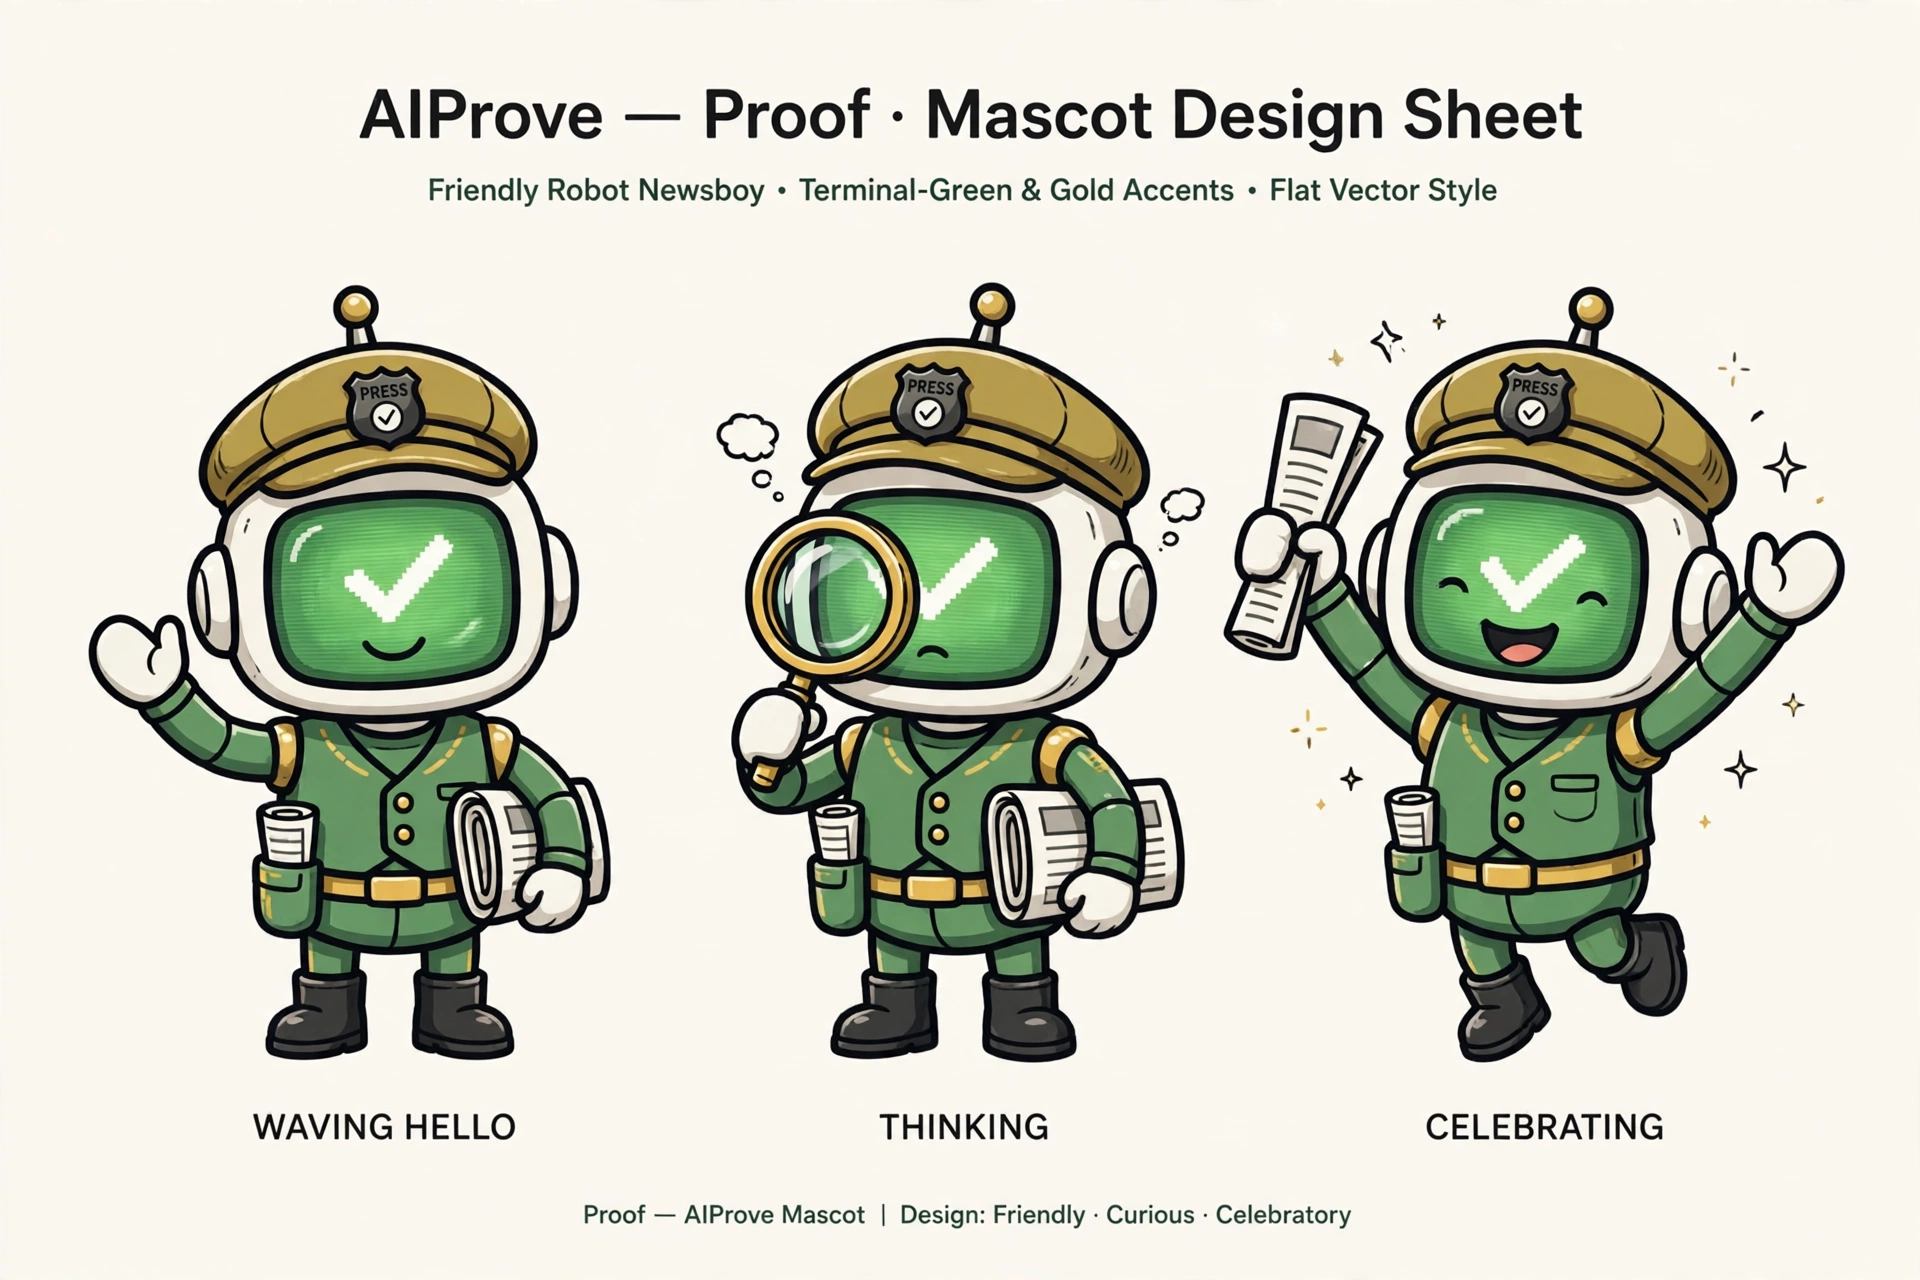 AIProve — Proof · Mascot Design Sheet
Friendly Robot Newsboy • Terminal-Green & Gold Accents • Flat Vector Style
PRESS
PRESS
PRESS
WAVING HELLO
THINKING
CELEBRATING
Proof — AIProve Mascot | Design: Friendly · Curious · Celebratory